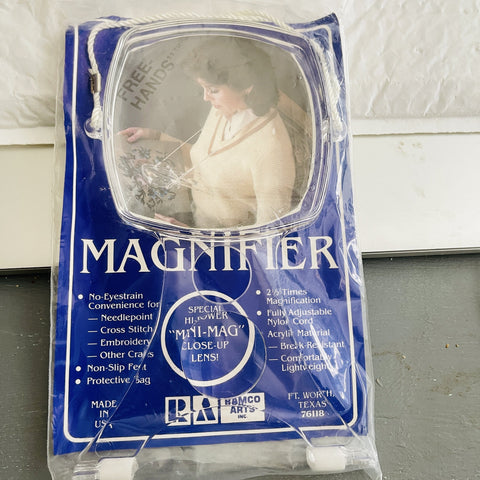 FREE-
HANDS
MAGNIFIER
• No-Eyestrain
Convenience for
— Needlepoint
— Cross Stitch
— Embroidery
— Other Crafts
• Non-Slip Feet
• Protective Bag
SPECIAL
HI-POWER
"MINI-MAG"
CLOSE-UP
LENS!
• 2½ Times
Magnification
• Fully Adjustable
Nylon Cord
• Acrylic Material
— Break-Resistant
— Comfortably
Lightweight
MADE
IN
USA
ARTS
INC
FT. WORTH,
TEXAS
76118